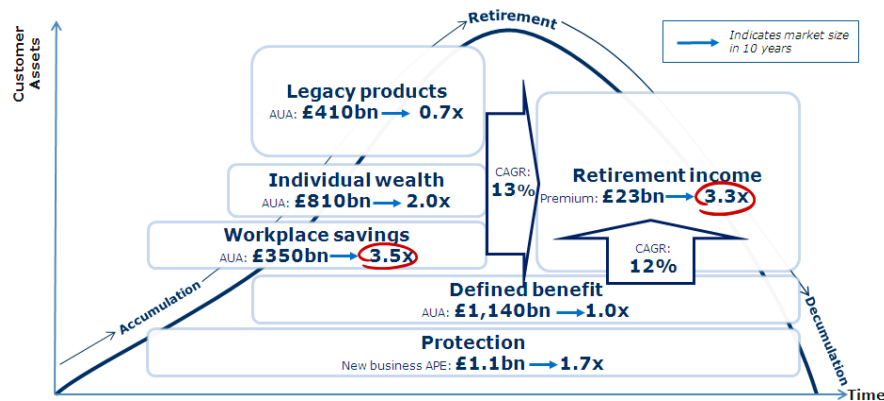 Customer
Assets
Retirement
Indicates market size
in 10 years
Legacy products
AUA: £410bn 0.7x
Individual wealth
AUA: £810bn 2.0x
Workplace savings
AUA: £350bn 3.5x
CAGR:
13%
Retirement income
Premium: £23bn 3.3x
CAGR:
12%
Accumulation
Defined benefit
AUA: £1,140bn 1.0x
Decumulation
Protection
New business APE: £1.1bn 1.7x
Time